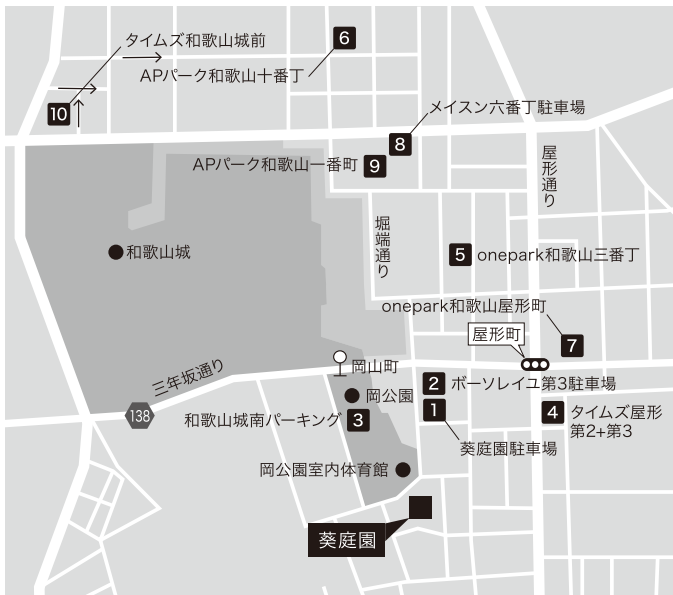 6
タイムズ和歌山城前
APパーク和歌山十番丁
10
メイスン六番丁駐車場
8
APパーク和歌山一番町
9
屋形通り
堀端通り
和歌山城
5
onepark和歌山三番丁
onepark和歌山屋形町
屋形町
7
岡山町
三年坂通り
138
岡公園
2
ボーソレイユ第3駐車場
和歌山城南パーキング
3
1
葵庭園駐車場
4
タイムズ屋形
第2+第3
岡公園室内体育館
葵庭園